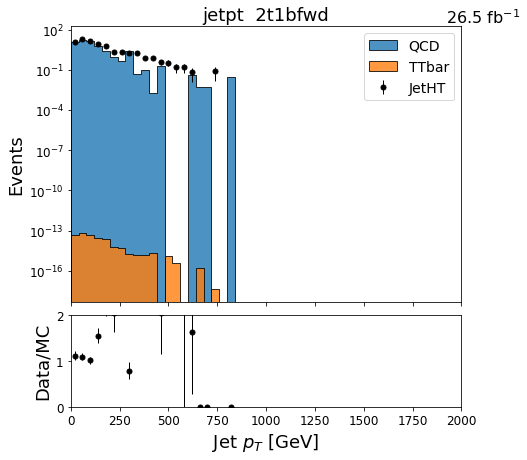 jetpt 2t1bfwd
26.5 fb⁻¹
QCD
TTbar
JetHT
Events
10²
10⁻¹
10⁻⁴
10⁻⁷
10⁻¹⁰
10⁻¹³
10⁻¹⁶
Data/MC
2
1
0
0 250 500 750 1000 1250 1500 1750 2000
Jet p_T [GeV]